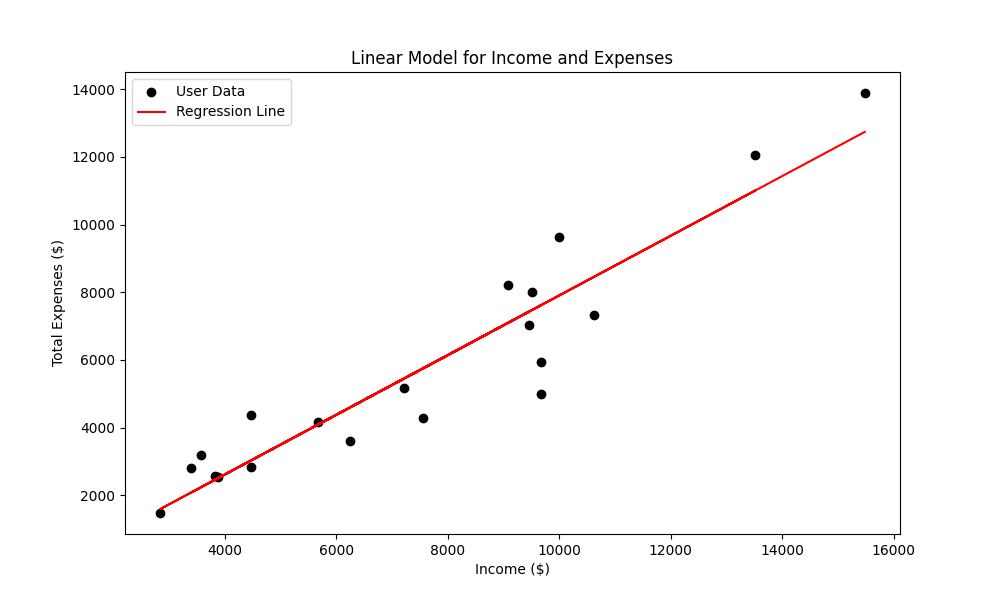 Linear Model for Income and Expenses
User Data
Regression Line
Total Expenses ($)
14000
12000
10000
8000
6000
4000
2000
4000 6000 8000 10000 12000 14000 16000
Income ($)